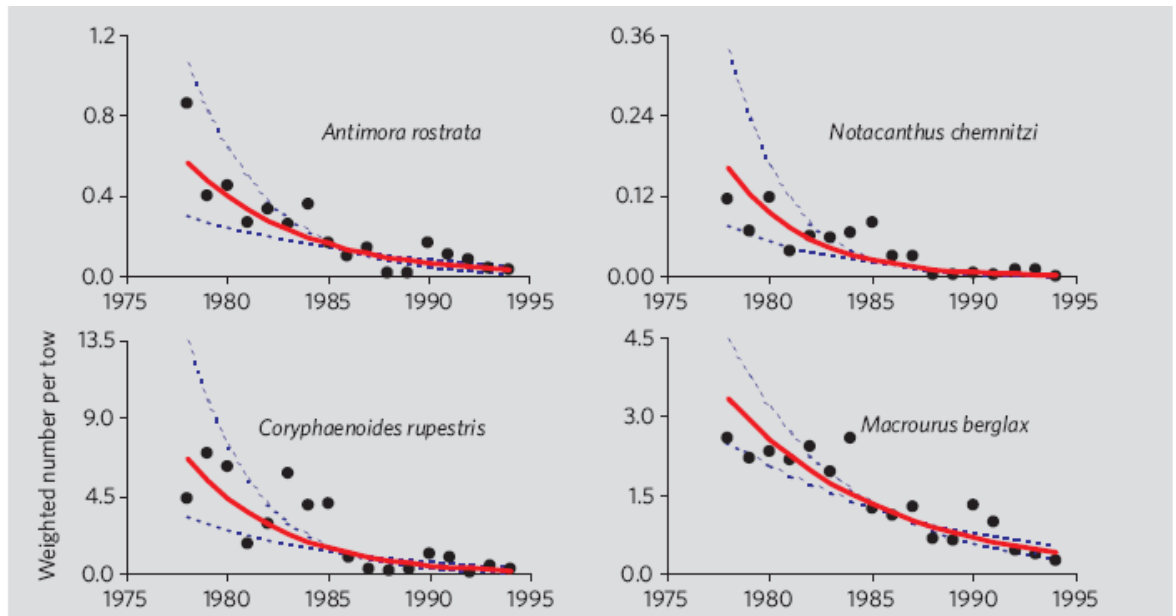 Weighted number per tow
1.2
0.8
0.4
0.0
1975 1980 1985 1990 1995
Antimora rostrata
0.36
0.24
0.12
0.00
1975 1980 1985 1990 1995
Notacanthus chemnitzi
13.5
9.0
4.5
0.0
1975 1980 1985 1990 1995
Coryphaenoides rupestris
4.5
3.0
1.5
0.0
1975 1980 1985 1990 1995
Macrourus berglax